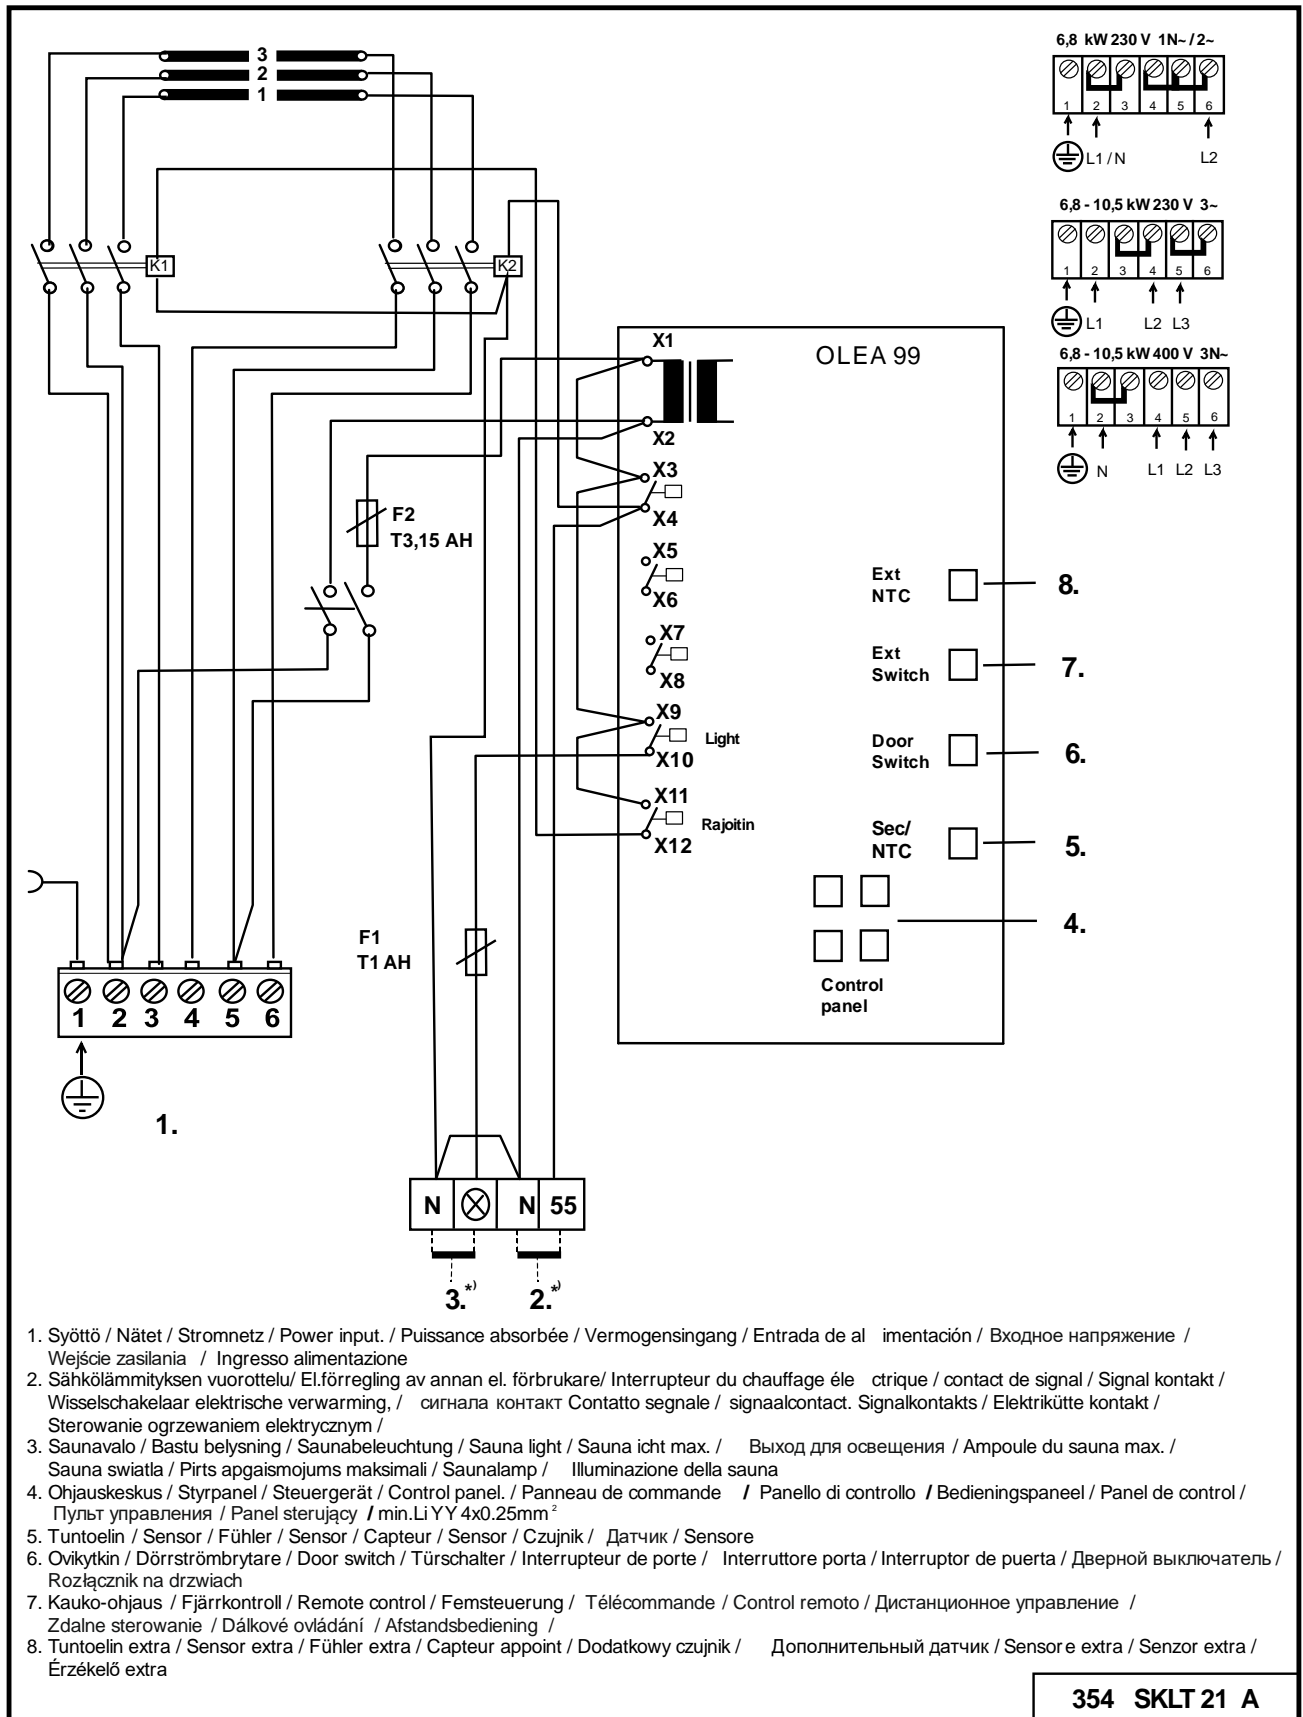 3
2
1
6,8 kW 230 V 1N~ / 2~
1 2 3 4 5 6
L1 / N L2
6,8 - 10,5 kW 230 V 3~
1 2 3 4 5 6
L1 L2 L3
6,8 - 10,5 kW 400 V 3N~
1 2 3 4 5 6
N L1 L2 L3
K1
K2
OLEA 99
X1
X2
X3
X4
X5
X6
X7
X8
X9
Light
X10
X11
Rajoitin
X12
F2
T3,15 AH
Ext
NTC
8.
Ext
Switch
7.
Door
Switch
6.
Sec/
NTC
5.
4.
Control
panel
F1
T1 AH
1 2 3 4 5 6
1.
N N 55
3.*) 2.*)
1. Syöttö / Nätet / Stromnetz / Power input. / Puissance absorbée / Vermogensingang / Entrada de al imentación / Входное напряжение /
Wejście zasilania / Ingresso alimentazione
2. Sähkölämmityksen vuorottelu/ El.förregling av annan el. förbrukare/ Interrupteur du chauffage éle ctrique / contact de signal / Signal kontakt /
Wisselschakelaar elektrische verwarming, / сигнала контакт Contatto segnale / signaalcontact. Signalkontakts / Elektrikütte kontakt /
Sterowanie ogrzewaniem elektrycznym /
3. Saunavalo / Bastu belysning / Saunabeleuchtung / Sauna light / Sauna icht max. / Выход для освещения / Ampoule du sauna max. /
Sauna swiatla / Pirts apgaismojums maksimali / Saunalamp / Illuminazione della sauna
4. Ohjauskeskus / Styrpanel / Steuergerät / Control panel. / Panneau de commande / Panello di controllo / Bedieningspaneel / Panel de control /
Пульт управления / Panel sterujący / min.Li YY 4x0.25mm²
5. Tuntoelin / Sensor / Fühler / Sensor / Capteur / Sensor / Czujnik / Датчик / Sensore
6. Ovikytkin / Dörrströmbrytare / Door switch / Türschalter / Interrupteur de porte / Interruttore porta / Interruptor de puerta / Дверной выключатель /
Rozłącznik na drzwiach
7. Kauko-ohjaus / Fjärrkontroll / Remote control / Femsteuerung / Télécommande / Control remoto / Дистанционное управление /
Zdalne sterowanie / Dálkové ovládání / Afstandsbediening /
8. Tuntoelin extra / Sensor extra / Fühler extra / Capteur appoint / Dodatkowy czujnik / Дополнительный датчик / Sensor e extra / Senzor extra /
Érzékelő extra
354 SKLT 21 A